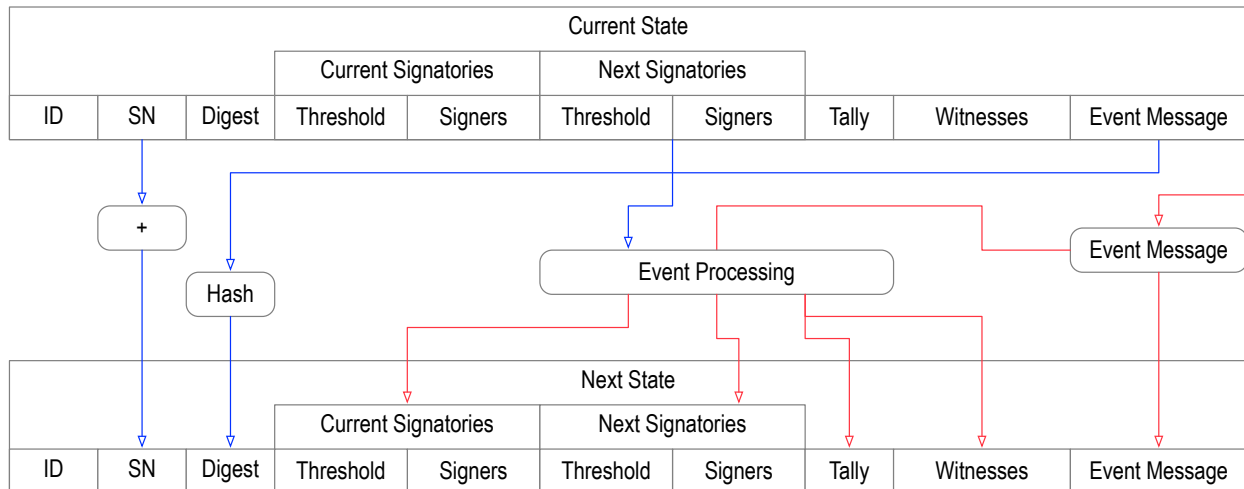 Current State
Current Signatories Next Signatories
ID SN Digest Threshold Signers Threshold Signers Tally Witnesses Event Message
+
Event Message
Event Processing
Hash
Next State
Current Signatories Next Signatories
ID SN Digest Threshold Signers Threshold Signers Tally Witnesses Event Message